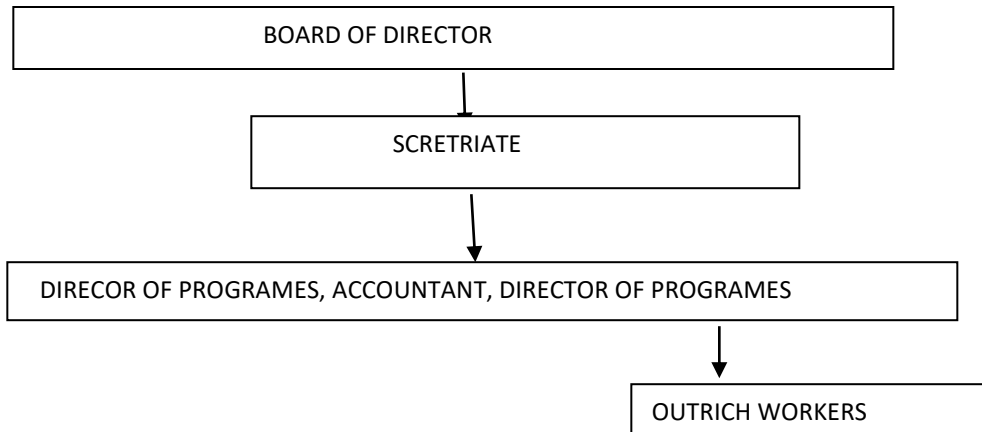 BOARD OF DIRECTOR
SCRETRIATE
DIRECOR OF PROGRAMES, ACCOUNTANT, DIRECTOR OF PROGRAMES
OUTRICH WORKERS